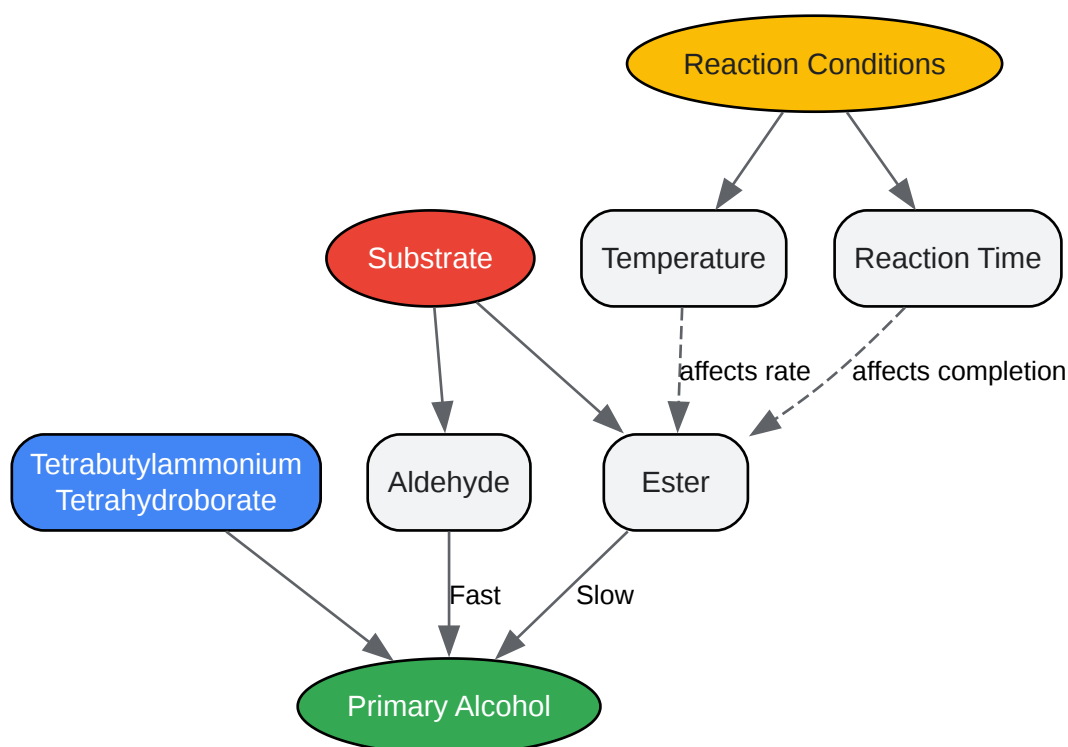 Reaction Conditions
Substrate
Temperature
Reaction Time
affects rate
affects completion
Tetrabutylammonium
Tetrahydroborate
Aldehyde
Ester
Fast
Slow
Primary Alcohol